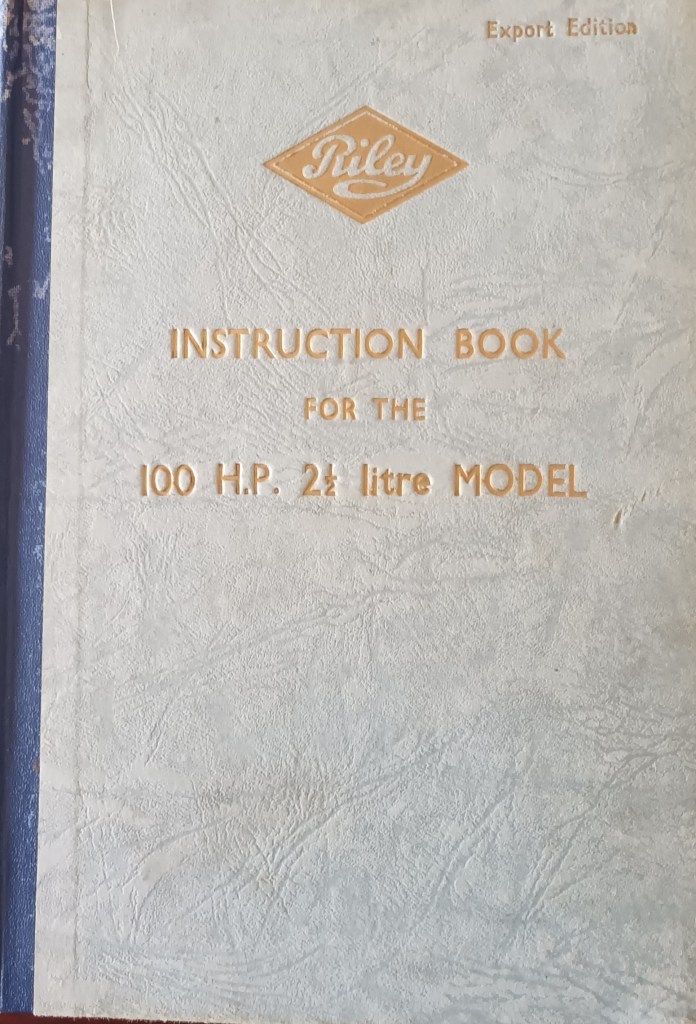 Export Edition
Riley
INSTRUCTION BOOK
FOR THE
100 H.P. 2½ litre MODEL